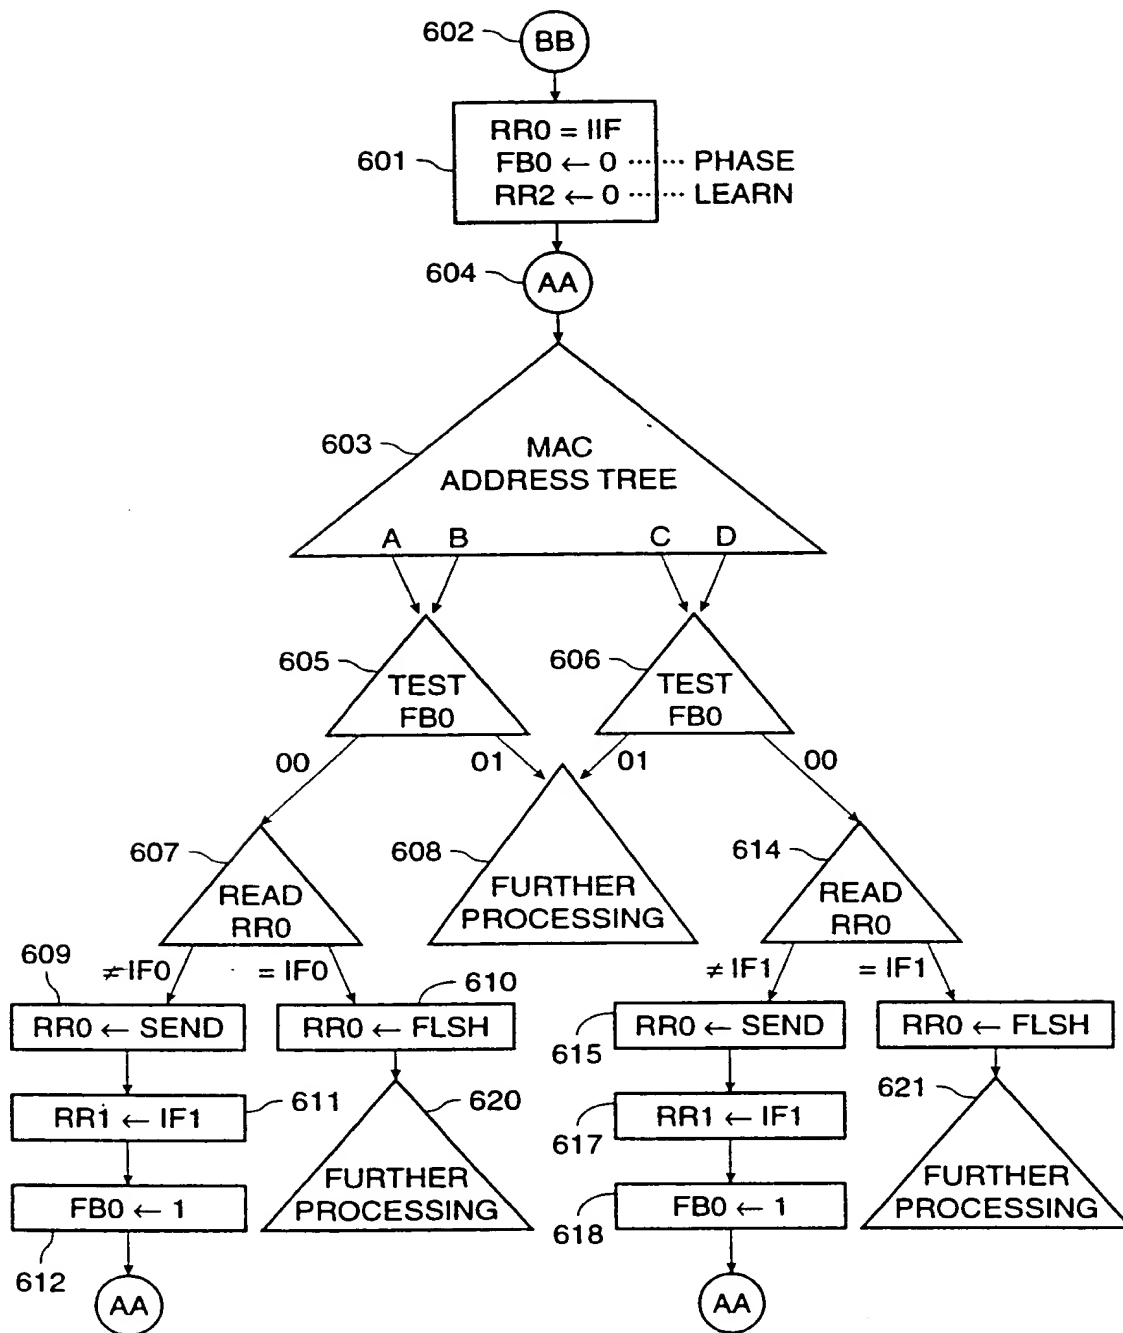 602
BB
RR0 = IIF
601
FB0 ← 0 ······ PHASE
RR2 ← 0 ······ LEARN
604
AA
603
MAC
ADDRESS TREE
A B C D
605
TEST
FB0
606
TEST
FB0
00 01 01 00
607
READ
RR0
608
FURTHER
PROCESSING
614
READ
RR0
609
≠IF0 = IF0
610
≠ IF1 = IF1
RR0 ← SEND
RR0 ← FLSH
615
RR0 ← SEND
RR0 ← FLSH
RR1 ← IF1
611
620
617
RR1 ← IF1
621
FB0 ← 1
612
FURTHER
PROCESSING
618
FB0 ← 1
FURTHER
PROCESSING
AA
AA